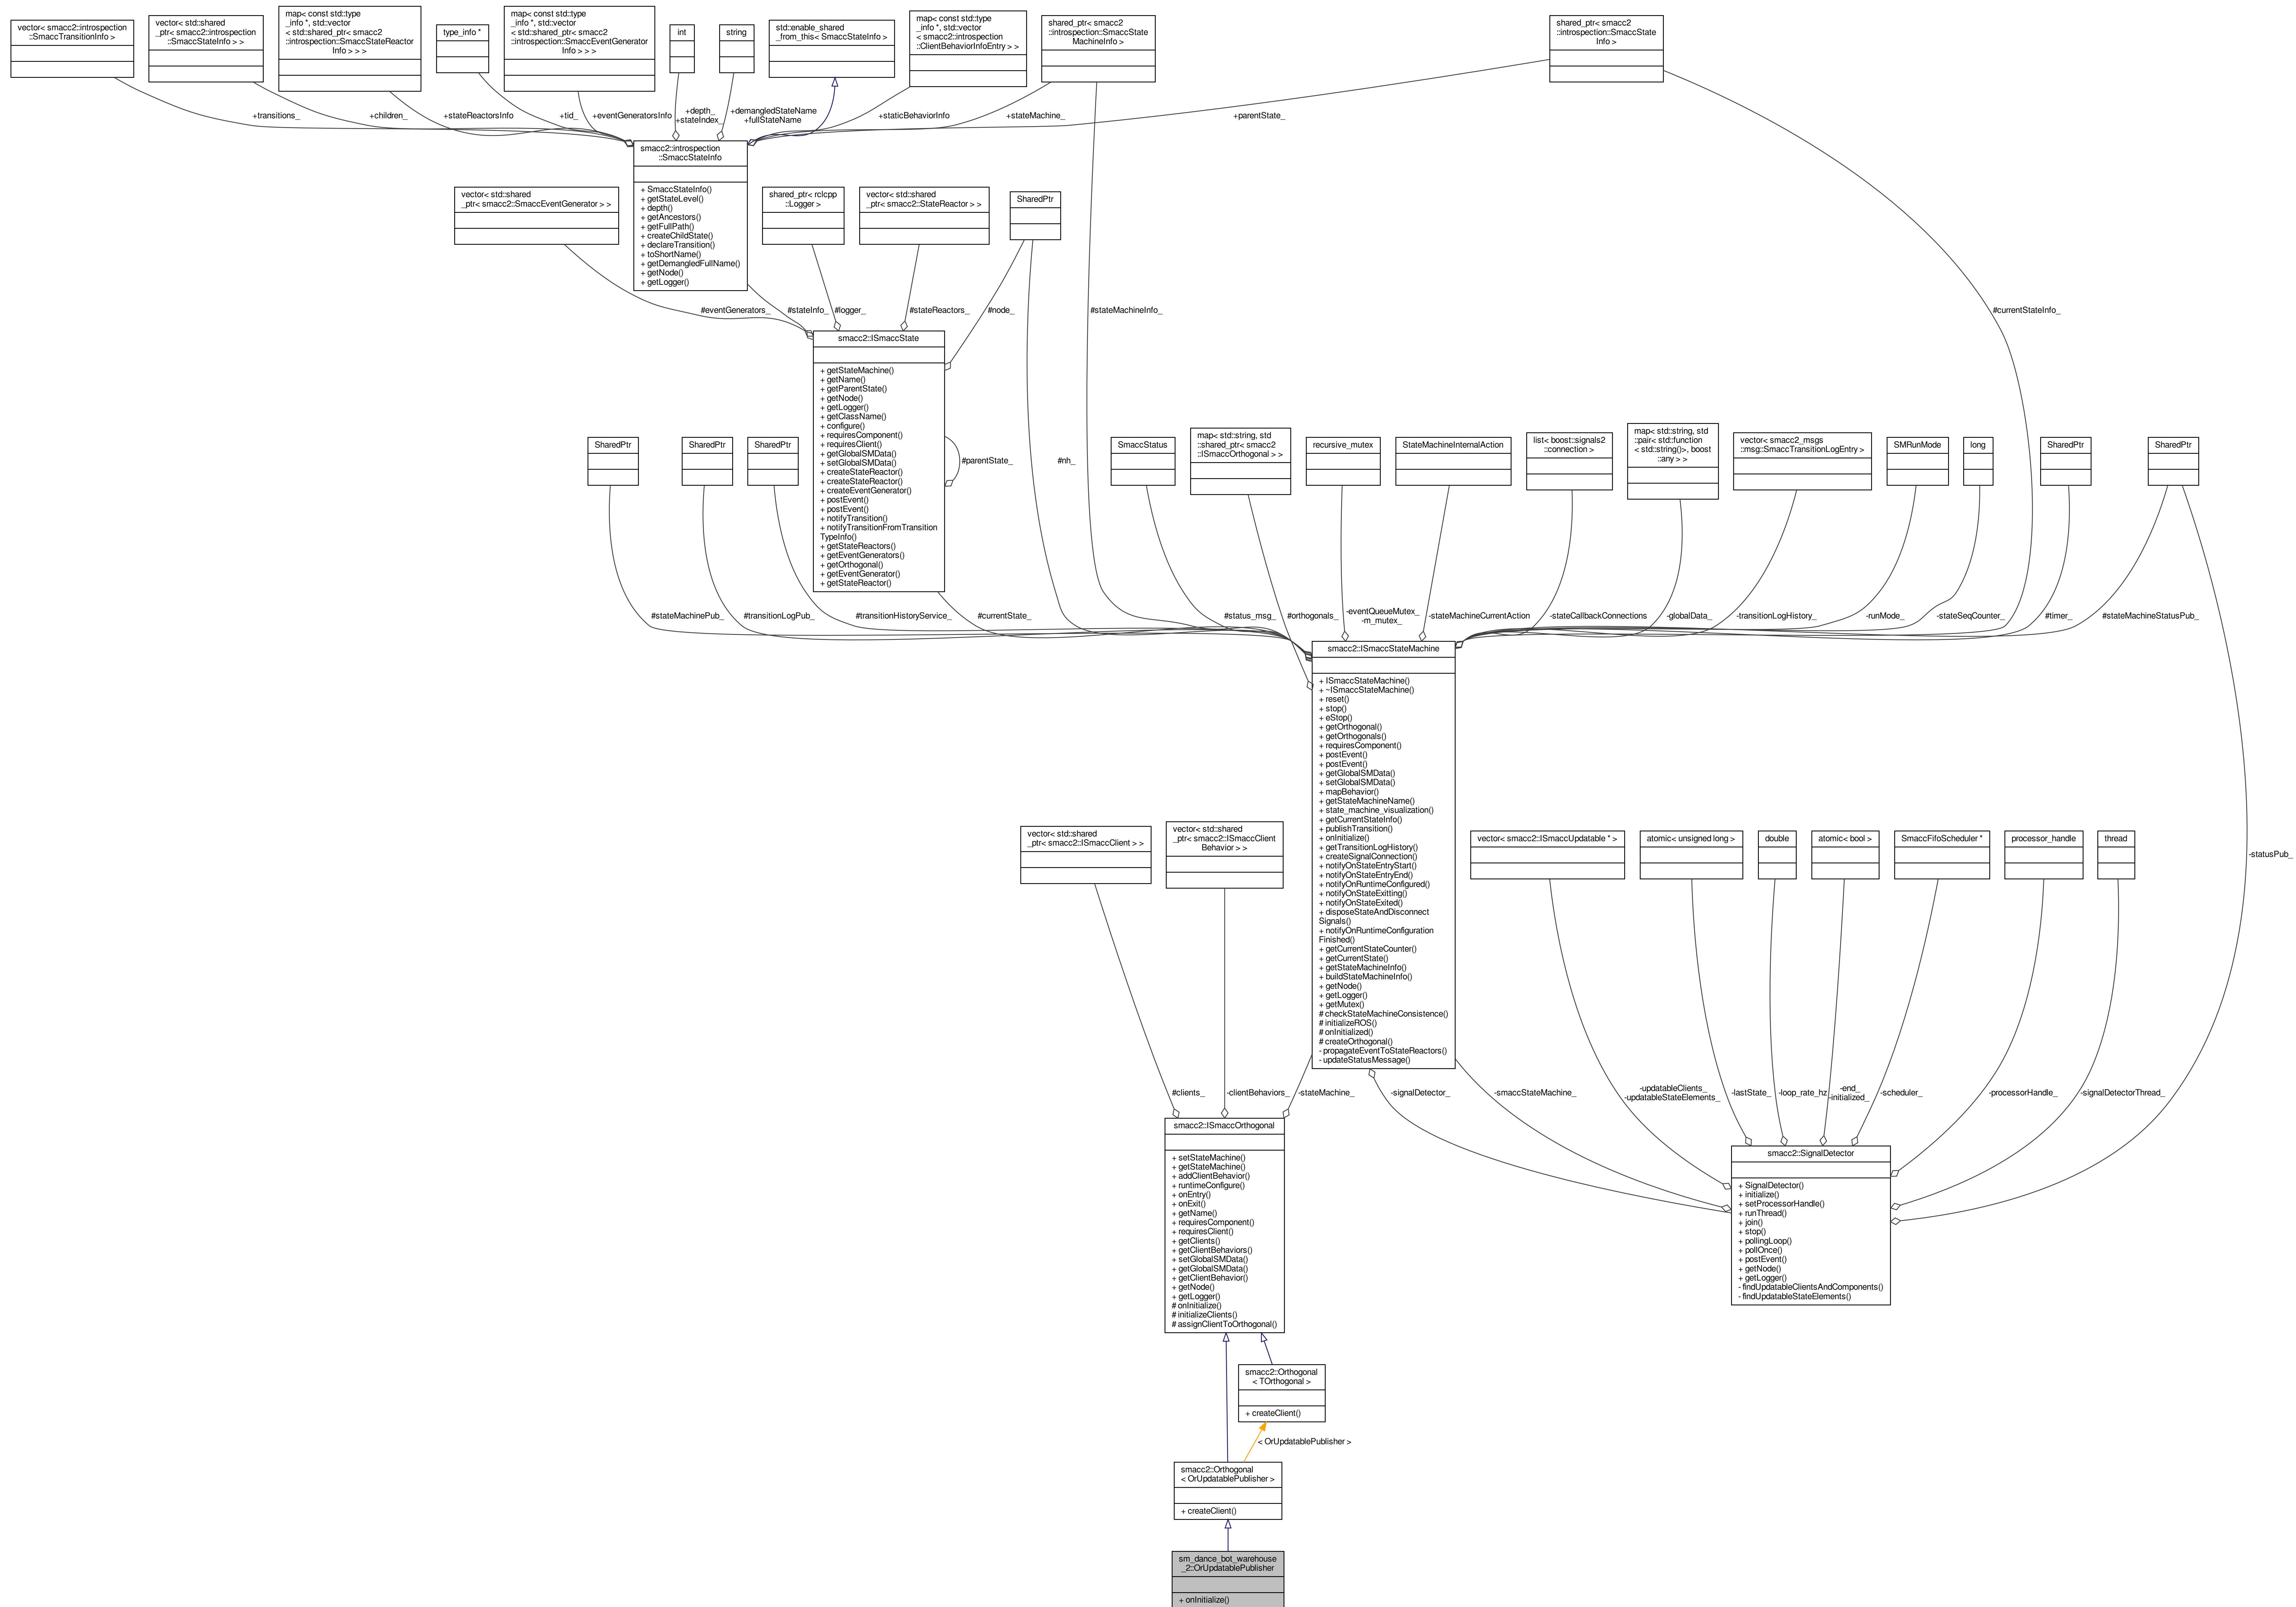 vector< smacc2::introspection
::SmaccTransitionInfo >
vector< std::shared
_ptr< smacc2::introspection
::SmaccStateInfo > >
map< const std::type
_info *, std::vector
< std::shared_ptr< smacc2
::introspection::SmaccStateReactor
Info > > >
type_info *
map< const std::type
_info *, std::vector
< std::shared_ptr< smacc2
::introspection::SmaccEventGenerator
Info > > >
int
string
std::enable_shared
_from_this< SmaccStateInfo >
map< const std::type
_info *, std::vector
< smacc2::introspection
::ClientBehaviorInfoEntry > >
shared_ptr< smacc2
::introspection::SmaccState
MachineInfo >
shared_ptr< smacc2
::introspection::SmaccState
Info >
+transitions_
+children_
+stateReactorsInfo
+tid_
+eventGeneratorsInfo
+depth_
+stateIndex_
+demangledStateName
+fullStateName
+staticBehaviorInfo
+stateMachine_
+parentState_
smacc2::introspection
::SmaccStateInfo
+ SmaccStateInfo()
+ getStateLevel()
+ depth()
+ getAncestors()
+ getFullPath()
+ createChildState()
+ declareTransition()
+ toShortName()
+ getDemangledFullName()
+ getNode()
+ getLogger()
vector< std::shared
_ptr< smacc2::SmaccEventGenerator > >
shared_ptr< rclcpp
::Logger >
vector< std::shared
_ptr< smacc2::StateReactor > >
SharedPtr
#eventGenerators_
#stateInfo_
#logger_
#stateReactors_
#node_
#stateMachineInfo_
#currentStateInfo_
smacc2::ISmaccState
+ getStateMachine()
+ getName()
+ getParentState()
+ getNode()
+ getLogger()
+ getClassName()
+ configure()
+ requiresComponent()
+ requiresClient()
+ getGlobalSMData()
+ setGlobalSMData()
+ createStateReactor()
+ createStateReactor()
+ createEventGenerator()
+ postEvent()
+ postEvent()
+ notifyTransition()
+ notifyTransitionFromTransition
TypeInfo()
+ getStateReactors()
+ getEventGenerators()
+ getOrthogonal()
+ getEventGenerator()
+ getStateReactor()
#parentState_
#nh_
SharedPtr
SharedPtr
SharedPtr
SmaccStatus
map< std::string, std
::shared_ptr< smacc2
::ISmaccOrthogonal > >
recursive_mutex
StateMachineInternalAction
list< boost::signals2
::connection >
map< std::string, std
::pair< std::function
< std::string()>, boost
::any > >
vector< smacc2_msgs
::msg::SmaccTransitionLogEntry >
SMRunMode
long
SharedPtr
SharedPtr
#stateMachinePub_
#transitionLogPub_
#transitionHistoryService_
#currentState_
#status_msg_
#orthogonals_
-eventQueueMutex_
-m_mutex_
-stateMachineCurrentAction
-stateCallbackConnections
-globalData_
-transitionLogHistory_
-runMode_
-stateSeqCounter_
#timer_
#stateMachineStatusPub_
smacc2::ISmaccStateMachine
+ ISmaccStateMachine()
+ ~ISmaccStateMachine()
+ reset()
+ stop()
+ eStop()
+ getOrthogonal()
+ getOrthogonals()
+ requiresComponent()
+ postEvent()
+ postEvent()
+ getGlobalSMData()
+ setGlobalSMData()
+ mapBehavior()
+ getStateMachineName()
+ state_machine_visualization()
+ getCurrentStateInfo()
+ publishTransition()
+ onInitialize()
+ getTransitionLogHistory()
+ createSignalConnection()
+ notifyOnStateEntryStart()
+ notifyOnStateEntryEnd()
+ notifyOnRuntimeConfigured()
+ notifyOnStateExitting()
+ notifyOnStateExited()
+ disposeStateAndDisconnect
Signals()
+ notifyOnRuntimeConfiguration
Finished()
+ getCurrentStateCounter()
+ getCurrentState()
+ getStateMachineInfo()
+ buildStateMachineInfo()
+ getNode()
+ getLogger()
+ getMutex()
# checkStateMachineConsistence()
# initializeROS()
# onInitialized()
# createOrthogonal()
- propagateEventToStateReactors()
- updateStatusMessage()
vector< std::shared
_ptr< smacc2::ISmaccClient > >
vector< std::shared
_ptr< smacc2::ISmaccClient
Behavior > >
vector< smacc2::ISmaccUpdatable * >
atomic< unsigned long >
double
atomic< bool >
SmaccFifoScheduler *
processor_handle
thread
-statusPub_
#clients_
-clientBehaviors_
-stateMachine_
-signalDetector_
-smaccStateMachine_
-updatableClients_
-updatableStateElements_
-lastState_
-loop_rate_hz
-end_
-initialized_
-scheduler_
-processorHandle_
-signalDetectorThread_
smacc2::ISmaccOrthogonal
+ setStateMachine()
+ getStateMachine()
+ addClientBehavior()
+ runtimeConfigure()
+ onEntry()
+ onExit()
+ getName()
+ requiresComponent()
+ requiresClient()
+ getClients()
+ getClientBehaviors()
+ setGlobalSMData()
+ getGlobalSMData()
+ getClientBehavior()
+ getNode()
+ getLogger()
# onInitialize()
# initializeClients()
# assignClientToOrthogonal()
smacc2::SignalDetector
+ SignalDetector()
+ initialize()
+ setProcessorHandle()
+ runThread()
+ join()
+ stop()
+ pollingLoop()
+ pollOnce()
+ postEvent()
+ getNode()
+ getLogger()
- findUpdatableClientsAndComponents()
- findUpdatableStateElements()
smacc2::Orthogonal
< TOrthogonal >
+ createClient()
< OrUpdatablePublisher >
smacc2::Orthogonal
< OrUpdatablePublisher >
+ createClient()
sm_dance_bot_warehouse
_2::OrUpdatablePublisher
+ onInitialize()